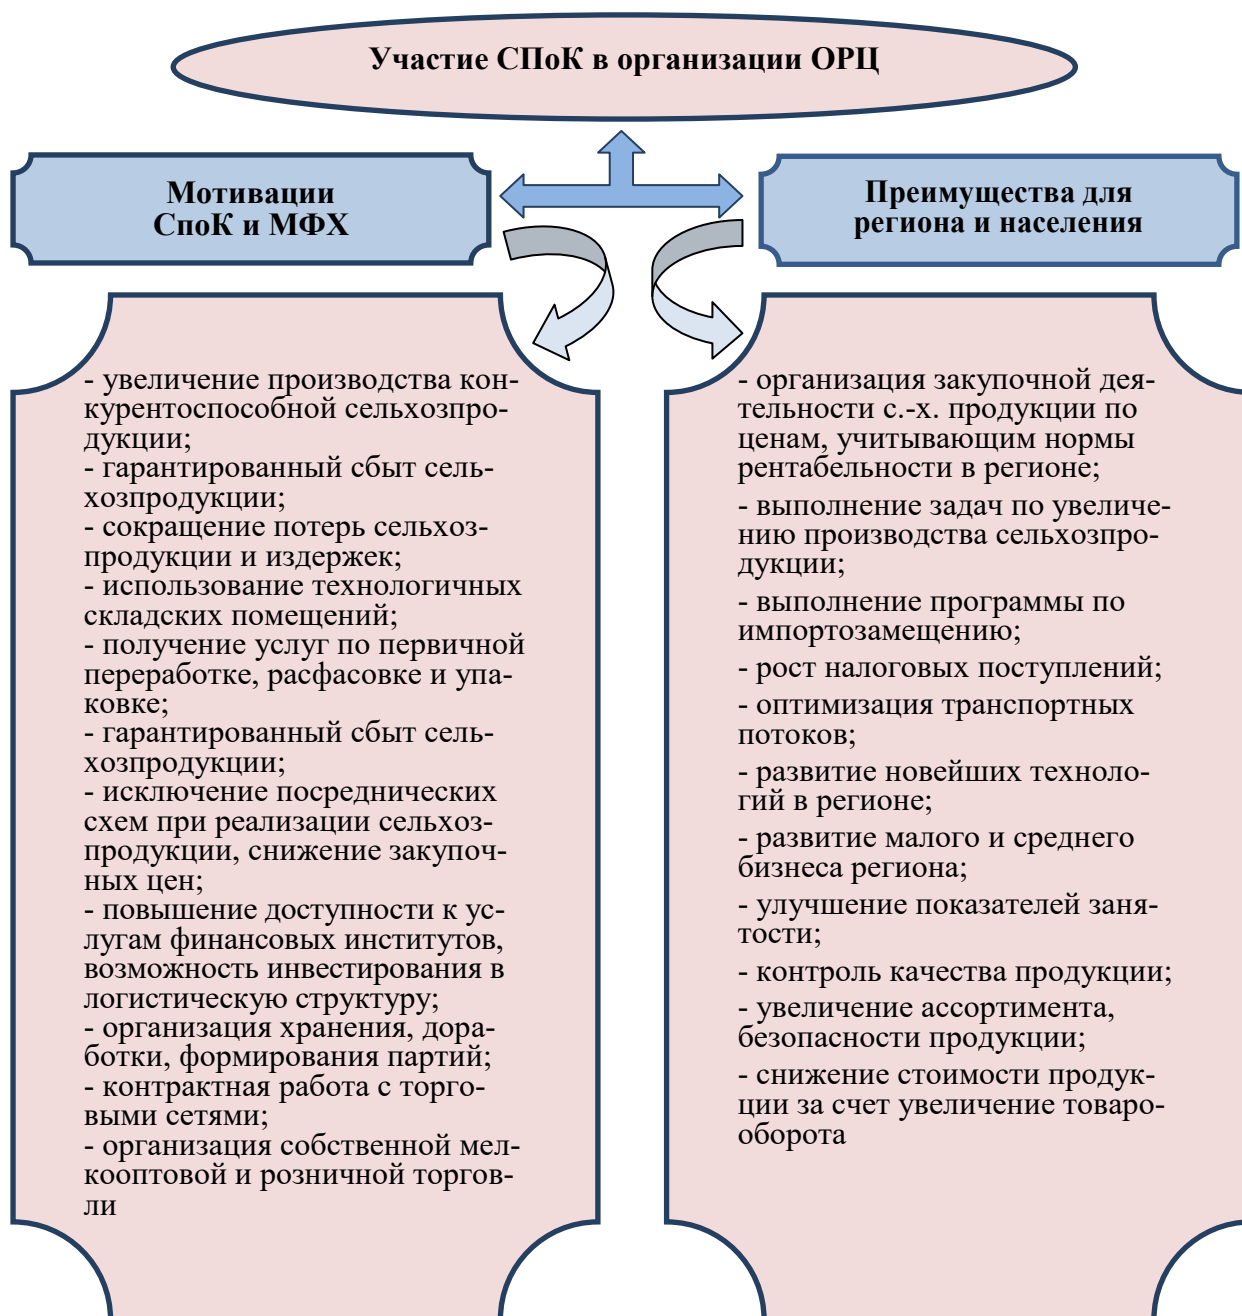 Участие СПоК в организации ОРЦ
Мотивации
СпоК и МФХ
Преимущества для
региона и населения
- увеличение производства кон-
курентоспособной сельхозпро-
дукции;
- гарантированный сбыт сель-
хозпродукции;
- сокращение потерь сельхоз-
продукции и издержек;
- использование технологичных
складских помещений;
- получение услуг по первичной
переработке, расфасовке и упа-
ковке;
- гарантированный сбыт сель-
хозпродукции;
- исключение посреднических
схем при реализации сельхоз-
продукции, снижение закупоч-
ных цен;
- повышение доступности к ус-
лугам финансовых институтов,
возможность инвестирования в
логистическую структуру;
- организация хранения, дора-
ботки, формирования партий;
- контрактная работа с торго-
выми сетями;
- организация собственной мел-
кооптовой и розничной торгов-
ли
- организация закупочной дея-
тельности с.-х. продукции по
ценам, учитывающим нормы
рентабельности в регионе;
- выполнение задач по увеличе-
нию производства сельхозпро-
дукции;
- выполнение программы по
импортозамещению;
- рост налоговых поступлений;
- оптимизация транспортных
потоков;
- развитие новейших техноло-
гий в регионе;
- развитие малого и среднего
бизнеса региона;
- улучшение показателей заня-
тости;
- контроль качества продукции;
- увеличение ассортимента,
безопасности продукции;
- снижение стоимости продук-
ции за счет увеличение товаро-
оборота